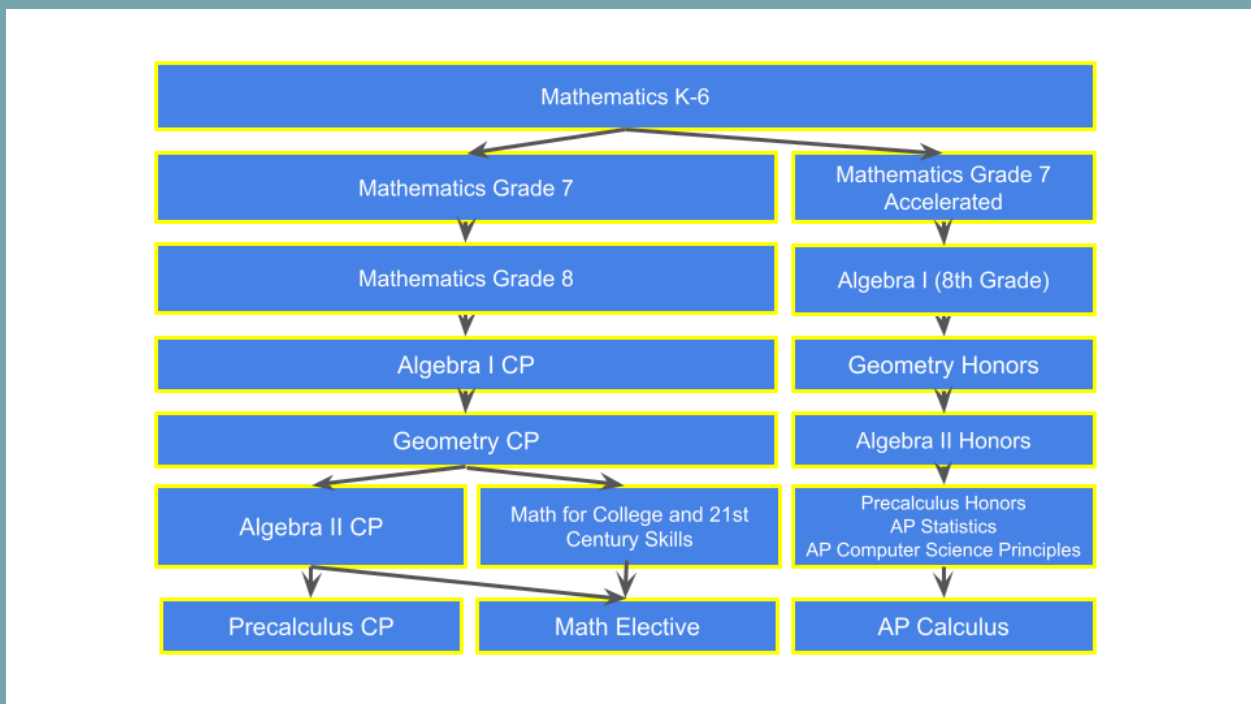 Mathematics K-6
Mathematics Grade 7
Mathematics Grade 7
Accelerated
Mathematics Grade 8
Algebra I (8th Grade)
Algebra I CP
Geometry Honors
Geometry CP
Algebra II Honors
Algebra II CP
Math for College and 21st
Century Skills
Precalculus Honors
AP Statistics
AP Computer Science Principles
Precalculus CP
Math Elective
AP Calculus